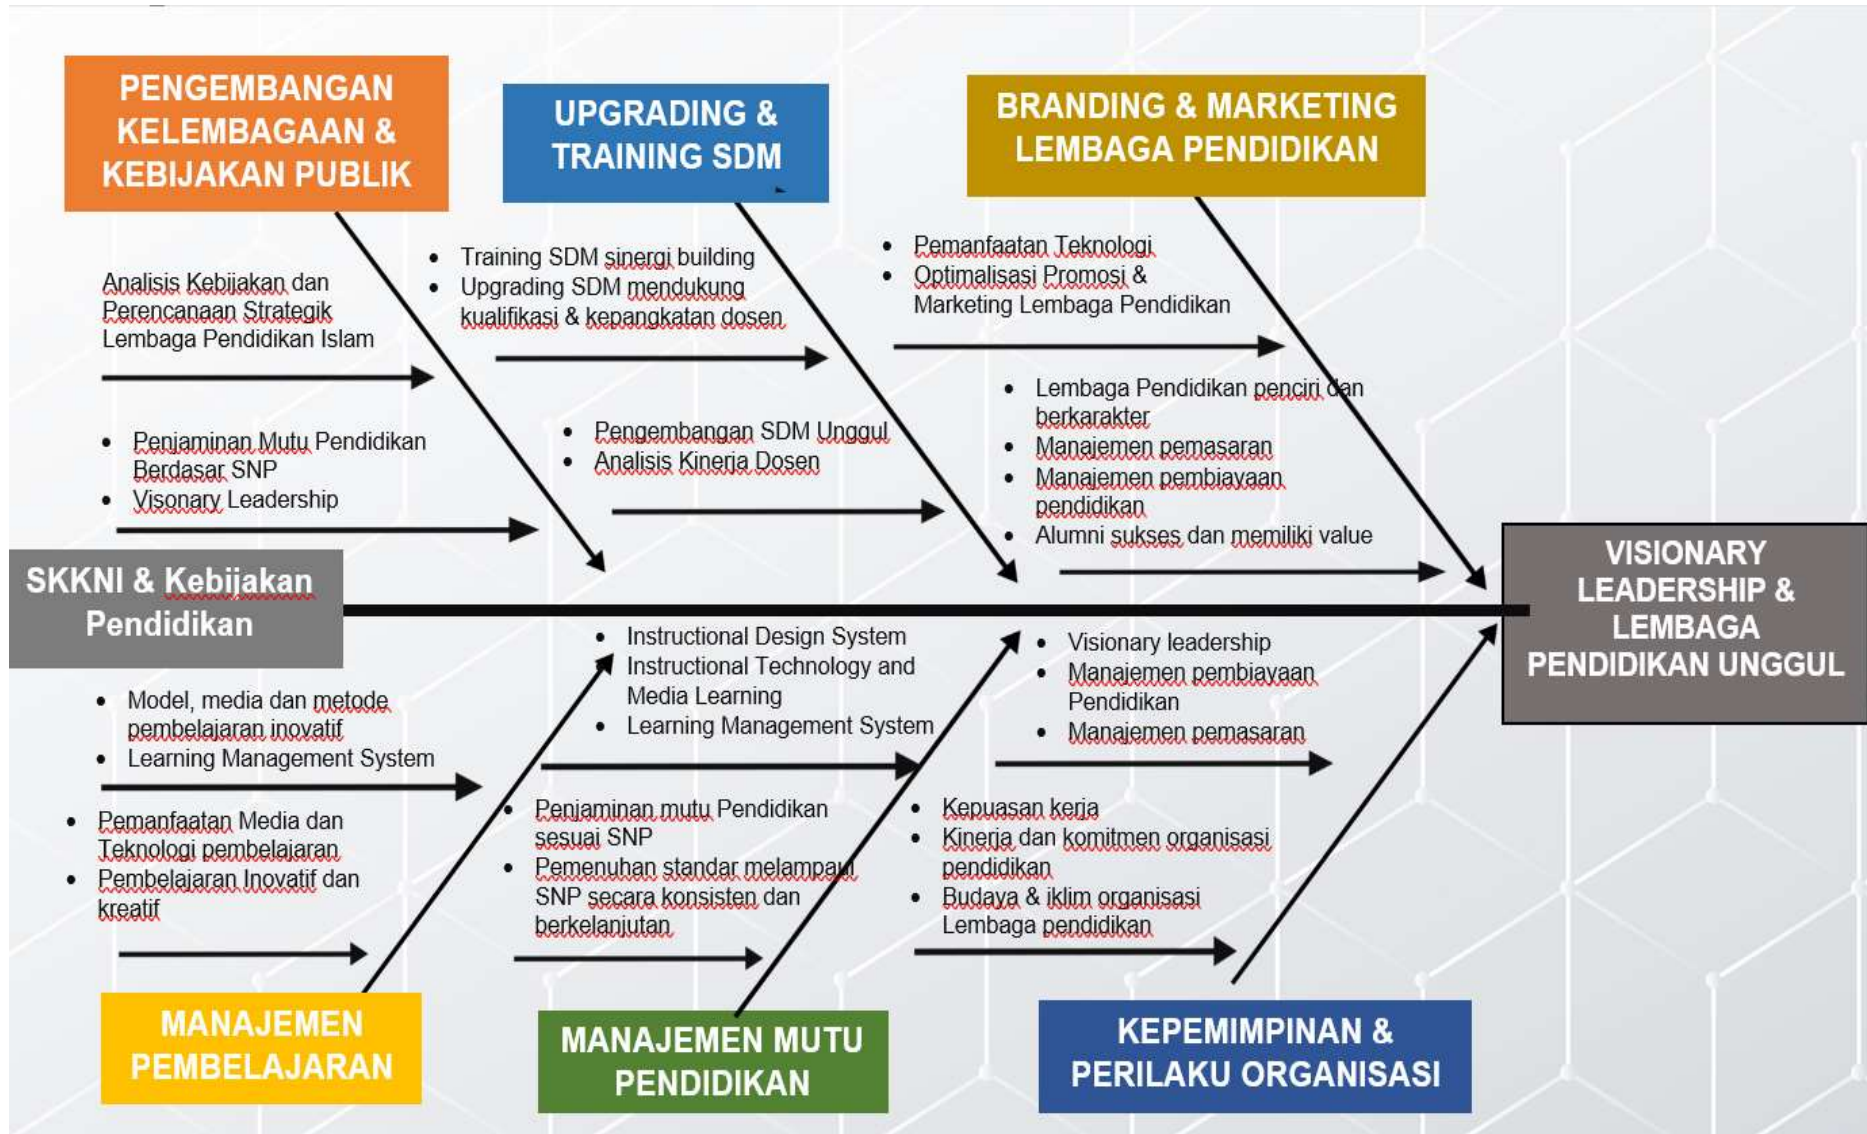 PENGEMBANGAN
KELEMBAGAAN &
KEBIJAKAN PUBLIK
UPGRADING &
TRAINING SDM
BRANDING & MARKETING
LEMBAGA PENDIDIKAN
Analisis Kebijakan dan
Perencanaan Strategik
Lembaga Pendidikan Islam
• Penjaminan Mutu Pendidikan
Berdasar SNP
• Visonary Leadership
• Training SDM sinergi building
• Upgrading SDM mendukung
kualifikasi & kepangkatan dosen
• Pengembangan SDM Unggul
• Analisis Kinerja Dosen
• Pemanfaatan Teknologi
• Optimalisasi Promosi &
Marketing Lembaga Pendidikan
• Lembaga Pendidikan penciri dan
berkarakter
• Manajemen pemasaran
• Manajemen pembiayaan
pendidikan
• Alumni sukses dan memiliki value
SKKNI & Kebijakan
Pendidikan
VISIONARY
LEADERSHIP &
LEMBAGA
PENDIDIKAN UNGGUL
• Model, media dan metode
pembelajaran inovatif
• Learning Management System
• Pemanfaatan Media dan
Teknologi pembelajaran
• Pembelajaran Inovatif dan
kreatif
• Instructional Design System
• Instructional Technology and
Media Learning
• Learning Management System
• Penjaminan mutu Pendidikan
sesuai SNP
• Pemenuhan standar melampaui
SNP secara konsisten dan
berkelanjutan
• Visionary leadership
• Manajemen pembiayaan
Pendidikan
• Manajemen pemasaran
• Kepuasan kerja
• Kinerja dan komitmen organisasi
pendidikan
• Budaya & iklim organisasi
Lembaga pendidikan
MANAJEMEN
PEMBELAJARAN
MANAJEMEN MUTU
PENDIDIKAN
KEPEMIMPINAN &
PERILAKU ORGANISASI